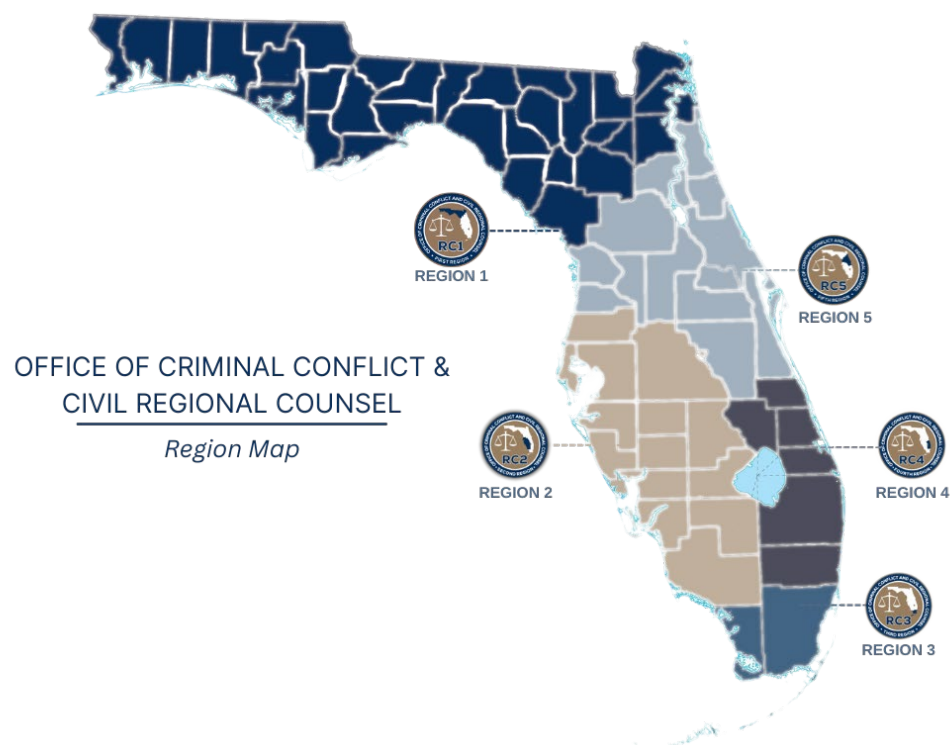 RC1
REGION 1
RC5
REGION 5
OFFICE OF CRIMINAL CONFLICT &
CIVIL REGIONAL COUNSEL
Region Map
RC2
REGION 2
RC4
REGION 4
RC3
REGION 3